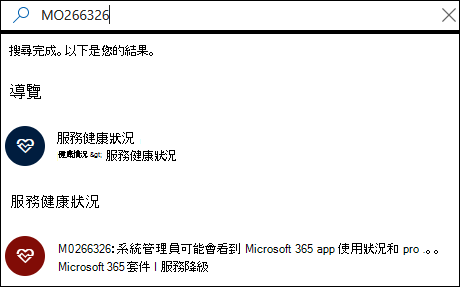 MO266326
搜尋完成。以下是您的結果。
導覽
服務健康狀況
健康情況 &gt; 服務健康狀況
服務健康狀況
MO266326: 系統管理員可能會看到 Microsoft 365 app 使用狀況和 pro .。。
Microsoft 365 套件 | 服務降級